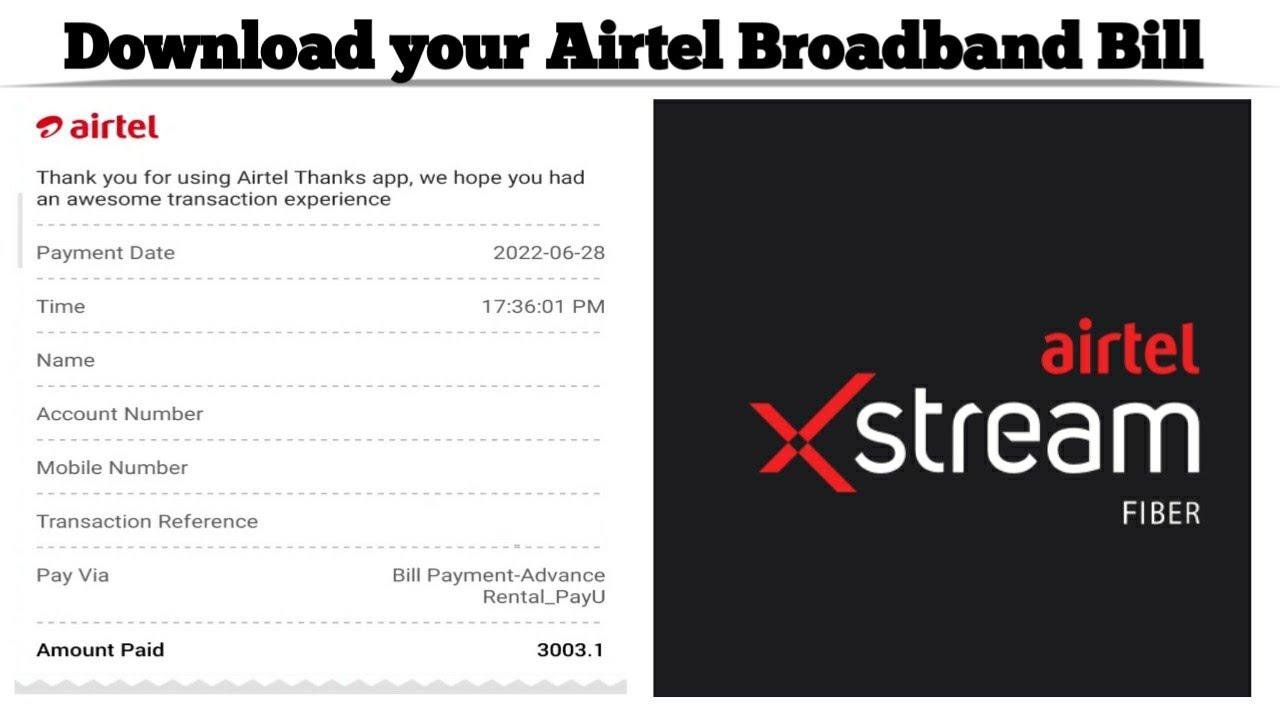 Download your Airtel Broadband Bill
airtel
Thank you for using Airtel Thanks app, we hope you had
an awesome transaction experience
Payment Date 2022-06-28
Time 17:36:01 PM
Name
Account Number
Mobile Number
Transaction Reference
Pay Via Bill Payment-Advance
Rental_PayU
Amount Paid 3003.1
airtel
Xstream
FIBER